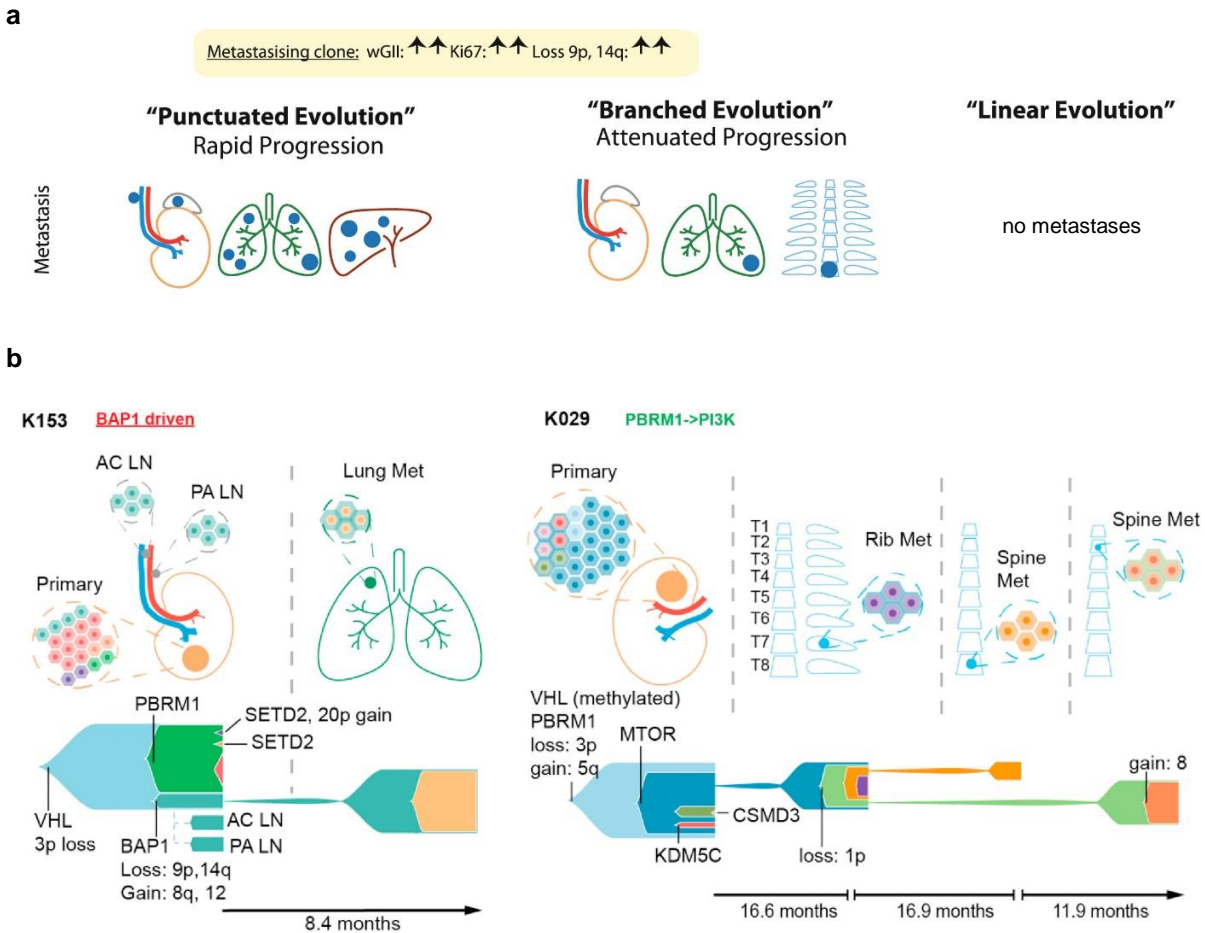 a
Metastasising clone: wGII: Ki67: Loss 9p, 14q:
“Punctuated Evolution”
Rapid Progression
“Branched Evolution”
Attenuated Progression
“Linear Evolution”
Metastasis
no metastases
b
K153
BAP1 driven
AC LN
PA LN
Lung Met
Primary
PBRM1
SETD2, 20p gain
SETD2
VHL
3p loss
BAP1
Loss: 9p,14q
Gain: 8q, 12
AC LN
PA LN
8.4 months
K029
PBRM1->PI3K
Primary
T1
T2
T3
T4
T5
T6
T7
T8
Rib Met
Spine
Met
Spine Met
VHL (methylated)
PBRM1
loss: 3p
gain: 5q
MTOR
CSMD3
KDM5C
loss: 1p
gain: 8
16.6 months
16.9 months
11.9 months